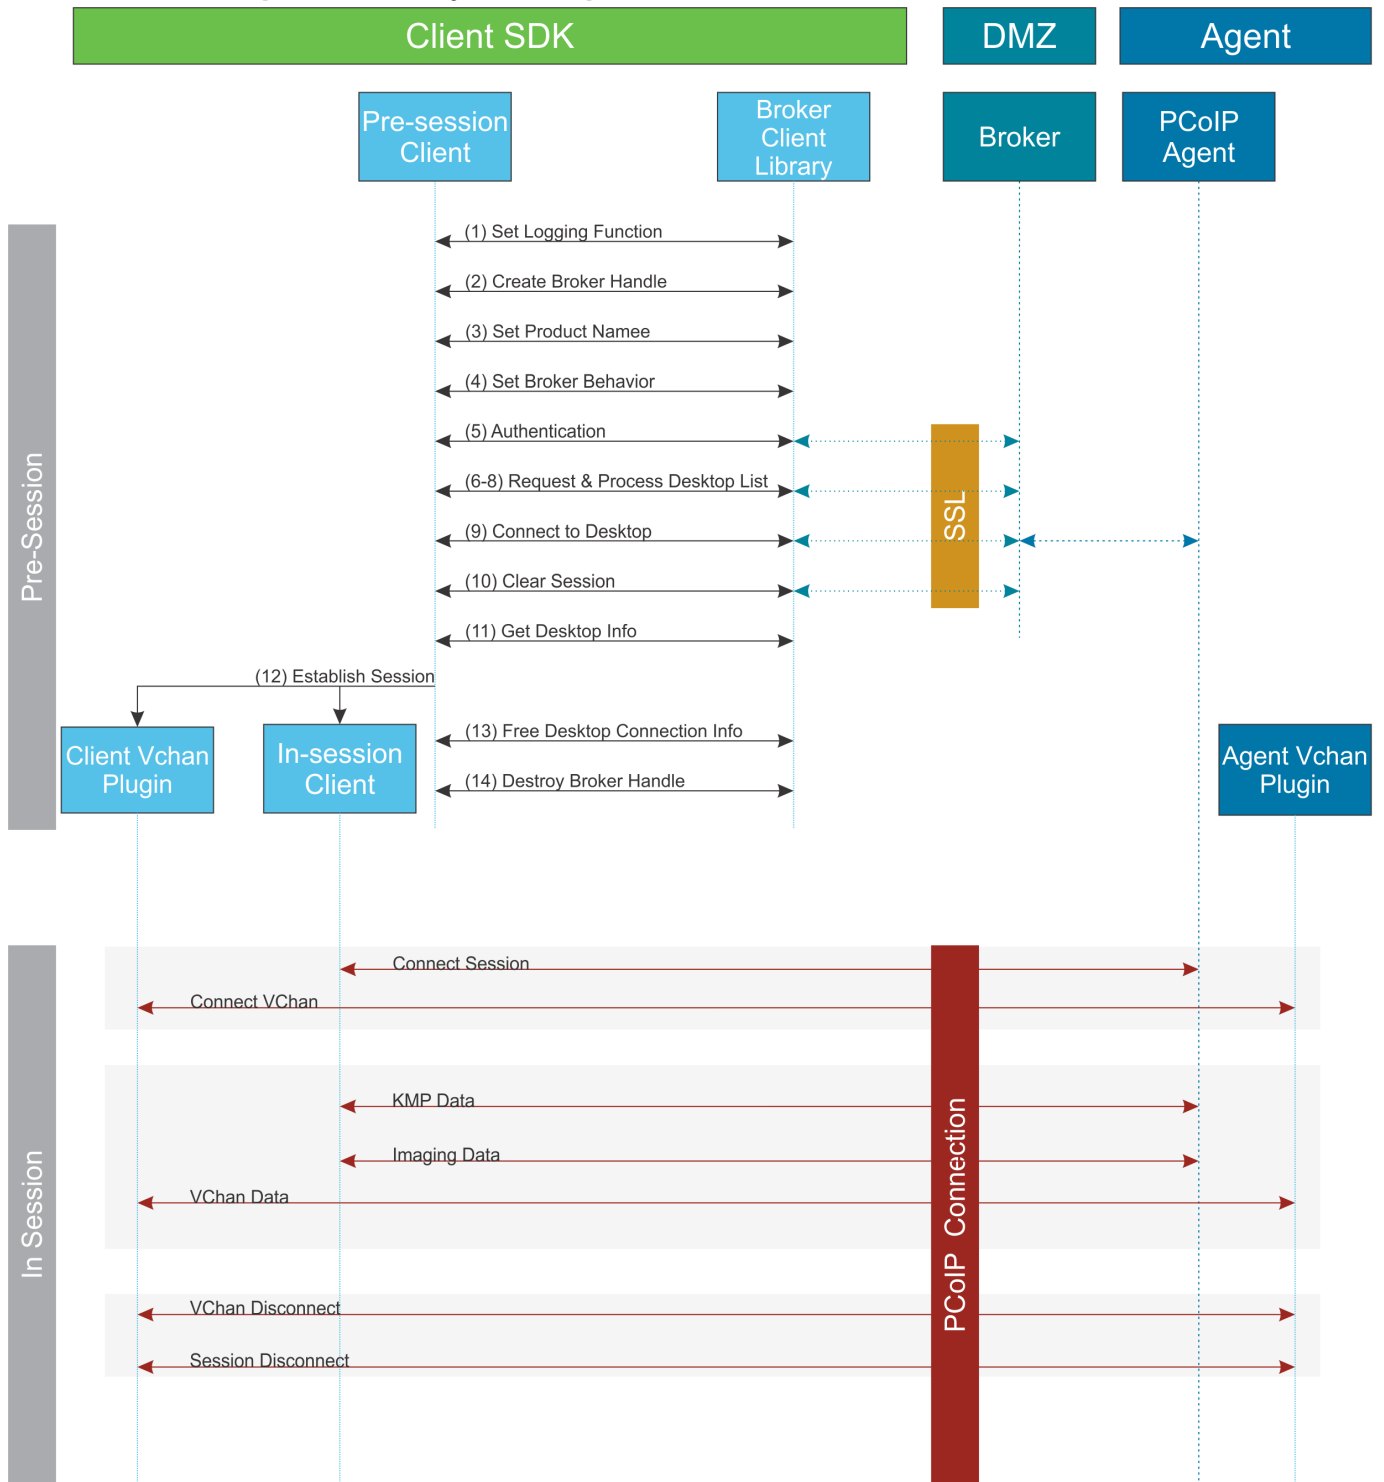 Client SDK
DMZ
Agent
Pre-session
Client
Broker
Client
Library
Broker
PCoIP
Agent
Pre-Session
(1) Set Logging Function
(2) Create Broker Handle
(3) Set Product Namee
(4) Set Broker Behavior
(5) Authentication
(6-8) Request & Process Desktop List
(9) Connect to Desktop
(10) Clear Session
(11) Get Desktop Info
SSL
(12) Establish Session
Client Vchan
Plugin
In-session
Client
(13) Free Desktop Connection Info
(14) Destroy Broker Handle
Agent Vchan
Plugin
In Session
Connect Session
Connect VChan
KMP Data
Imaging Data
VChan Data
VChan Disconnect
Session Disconnect
PCoIP Connection